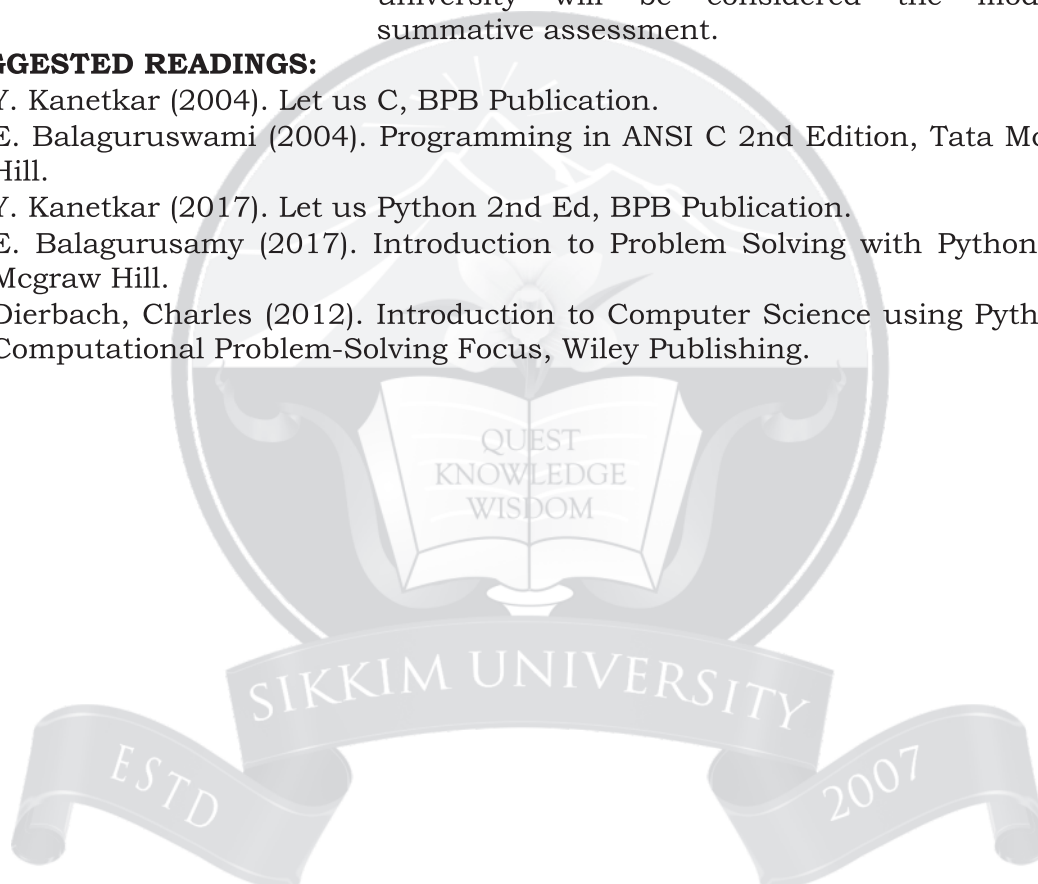 university will be considered the
summative assessment.
GGESTED READINGS:
Y. Kanetkar (2004). Let us C, BPB Publication.
E. Balaguruswami (2004). Programming in ANSI C 2nd Edition, Tata Mc
Hill.
Y. Kanetkar (2017). Let us Python 2nd Ed, BPB Publication.
E. Balagurusamy (2017). Introduction to Problem Solving with Python
Mcgraw Hill.
Dierbach, Charles (2012). Introduction to Computer Science using Pyth
Computational Problem-Solving Focus, Wiley Publishing.
QUEST
KNOWLEDGE
WISDOM
SIKKIM UNIVERSITY
ESTD
2007